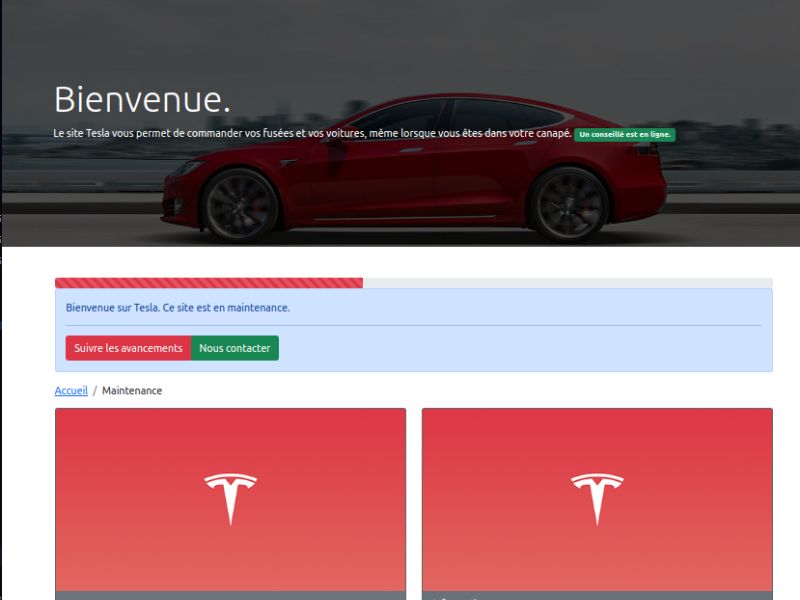 Bienvenue.
Le site Tesla vous permet de commander vos fusées et vos voitures, même lorsque vous êtes dans votre canapé. Un conseillé est en ligne.
Bienvenue sur Tesla. Ce site est en maintenance.
Suivre les avancements Nous contacter
Accueil / Maintenance